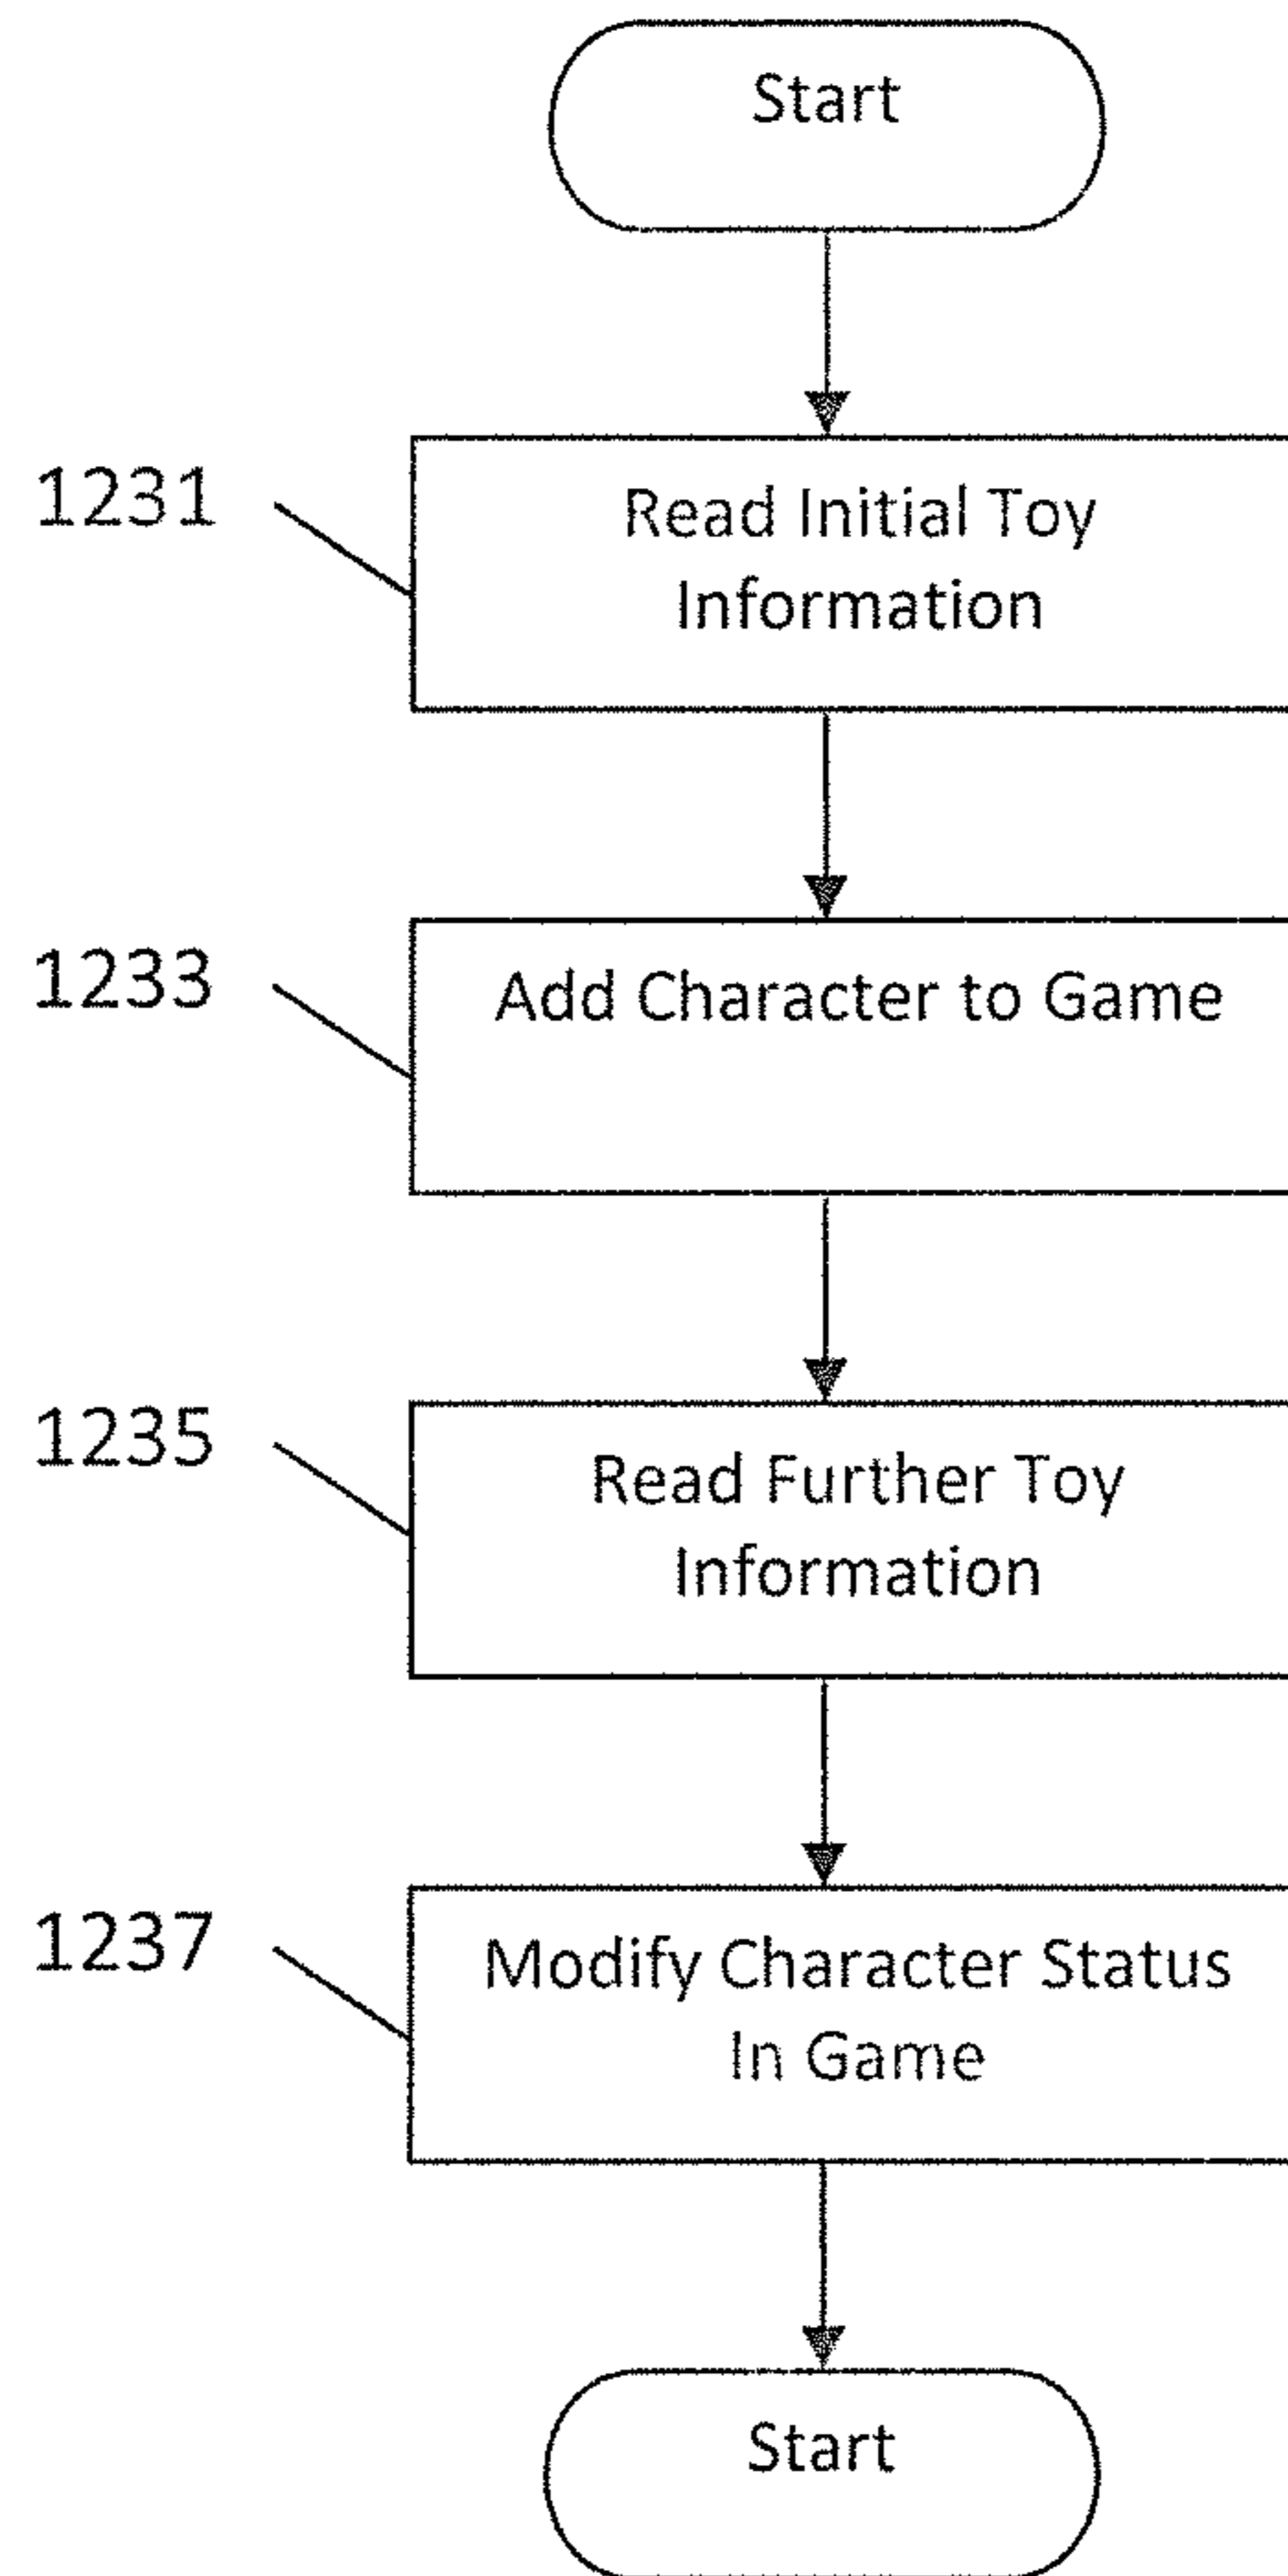 Start
1231
Read Initial Toy
Information
1233
Add Character to Game
1235
Read Further Toy
Information
1237
Modify Character Status
In Game
Start